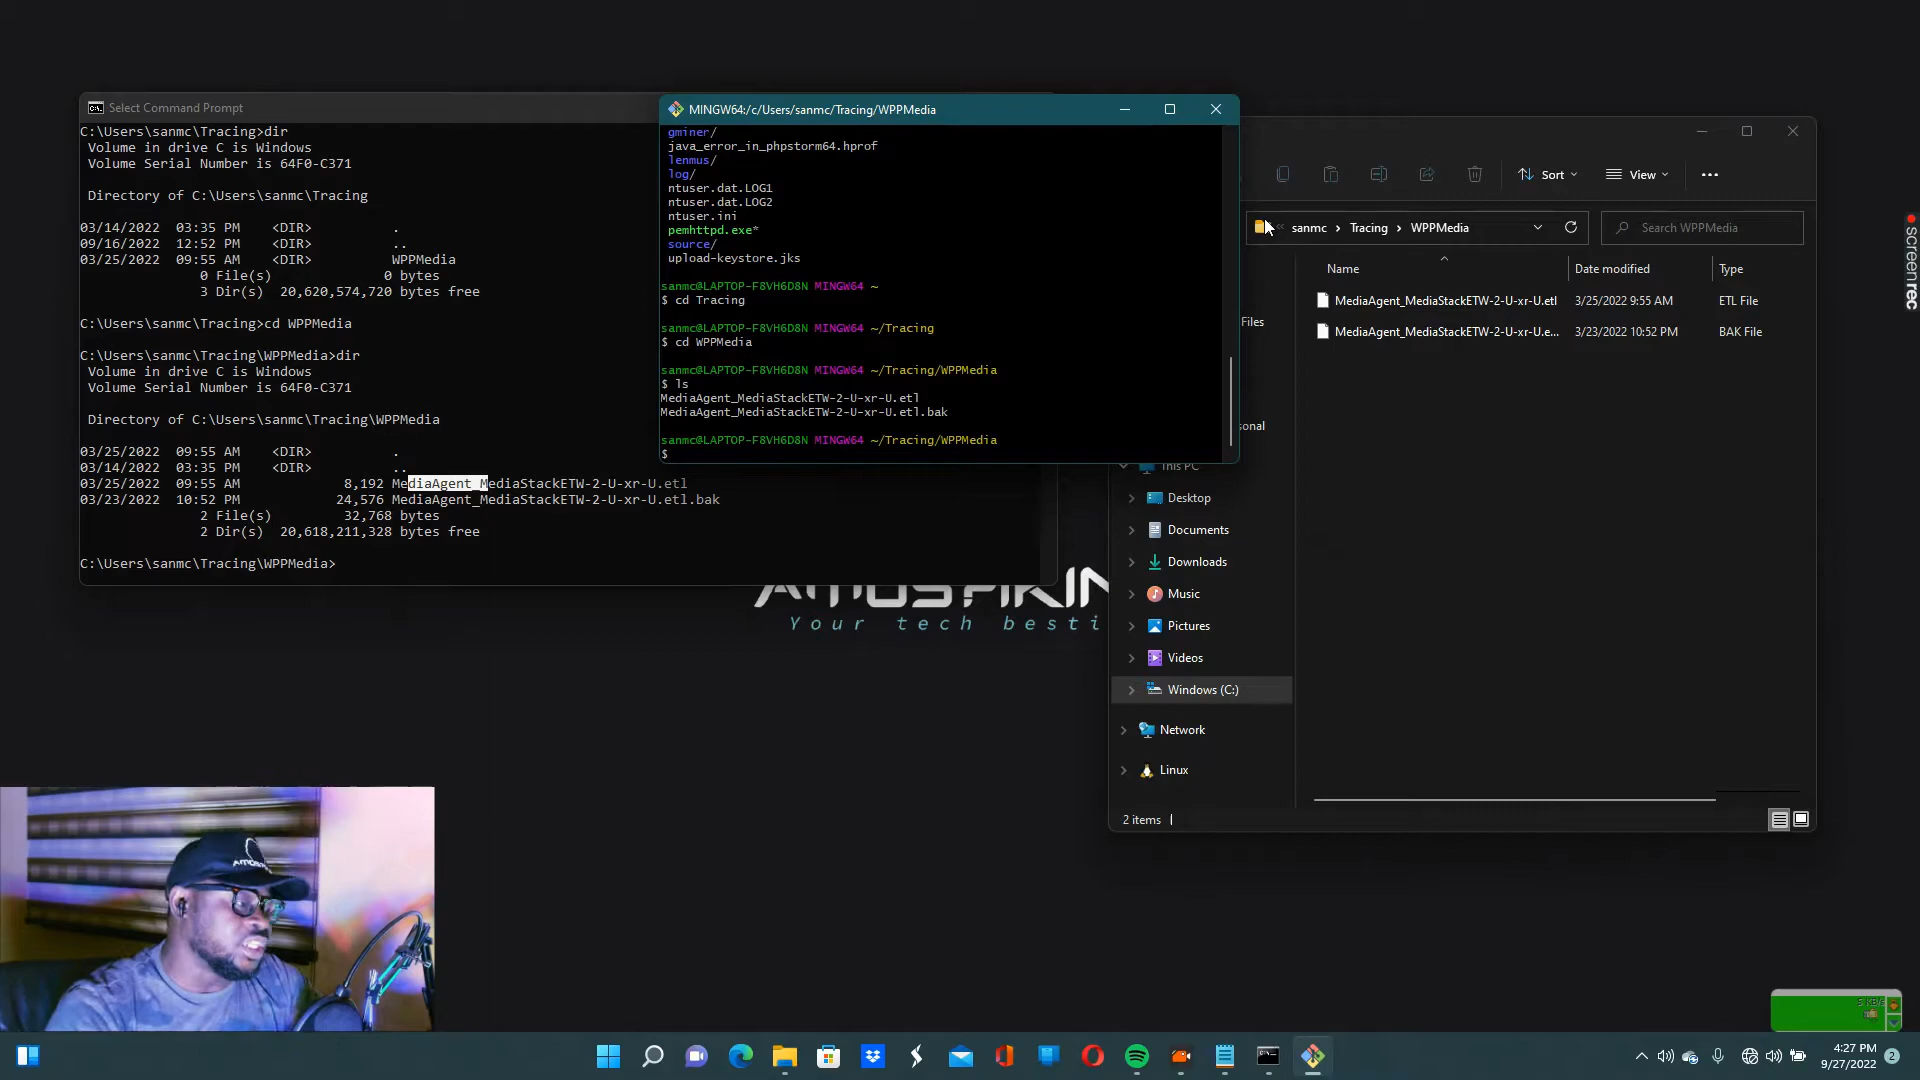 Select Command Prompt
C:\Users\sanmc\Tracing>dir
Volume in drive C is Windows
Volume Serial Number is 64F0-C371
Directory of C:\Users\sanmc\Tracing
03/14/2022 03:35 PM <DIR> .
09/16/2022 12:52 PM <DIR> ..
03/25/2022 09:55 AM <DIR> WPPMedia
0 File(s) 0 bytes
3 Dir(s) 20,620,574,720 bytes free
C:\Users\sanmc\Tracing>cd WPPMedia
C:\Users\sanmc\Tracing\WPPMedia>dir
Volume in drive C is Windows
Volume Serial Number is 64F0-C371
Directory of C:\Users\sanmc\Tracing\WPPMedia
03/25/2022 09:55 AM <DIR> .
03/14/2022 03:35 PM <DIR> ..
03/25/2022 09:55 AM 8,192 MediaAgent_MediaStackETW-2-U-xr-U.etl
03/23/2022 10:52 PM 24,576 MediaAgent_MediaStackETW-2-U-xr-U.etl.bak
2 File(s) 32,768 bytes
2 Dir(s) 20,618,211,328 bytes free
C:\Users\sanmc\Tracing\WPPMedia>
MINGW64:/c/Users/sanmc/Tracing/WPPMedia
gminer/
java_error_in_phpstorm64.hprof
lenmus/
log/
ntuser.dat.LOG1
ntuser.dat.LOG2
ntuser.ini
pemhttpd.exe*
source/
upload-keystore.jks
sanmc@LAPTOP-F8VH6D8N MINGW64 ~
$ cd Tracing
sanmc@LAPTOP-F8VH6D8N MINGW64 ~/Tracing
$ cd WPPMedia
sanmc@LAPTOP-F8VH6D8N MINGW64 ~/Tracing/WPPMedia
$ ls
MediaAgent_MediaStackETW-2-U-xr-U.etl
MediaAgent_MediaStackETW-2-U-xr-U.etl.bak
sanmc@LAPTOP-F8VH6D8N MINGW64 ~/Tracing/WPPMedia
$
Sort View
sanmc > Tracing > WPPMedia Search WPPMedia
Name Date modified Type
MediaAgent_MediaStackETW-2-U-xr-U.etl 3/25/2022 9:55 AM ETL File
MediaAgent_MediaStackETW-2-U-xr-U.e... 3/23/2022 10:52 PM BAK File
Files
sonal
This PC
Desktop
Documents
Downloads
Music
Pictures
Videos
Windows (C:)
Network
Linux
2 items
Your tech besti
screenrec
5 KB/s
4:27 PM
9/27/2022
2